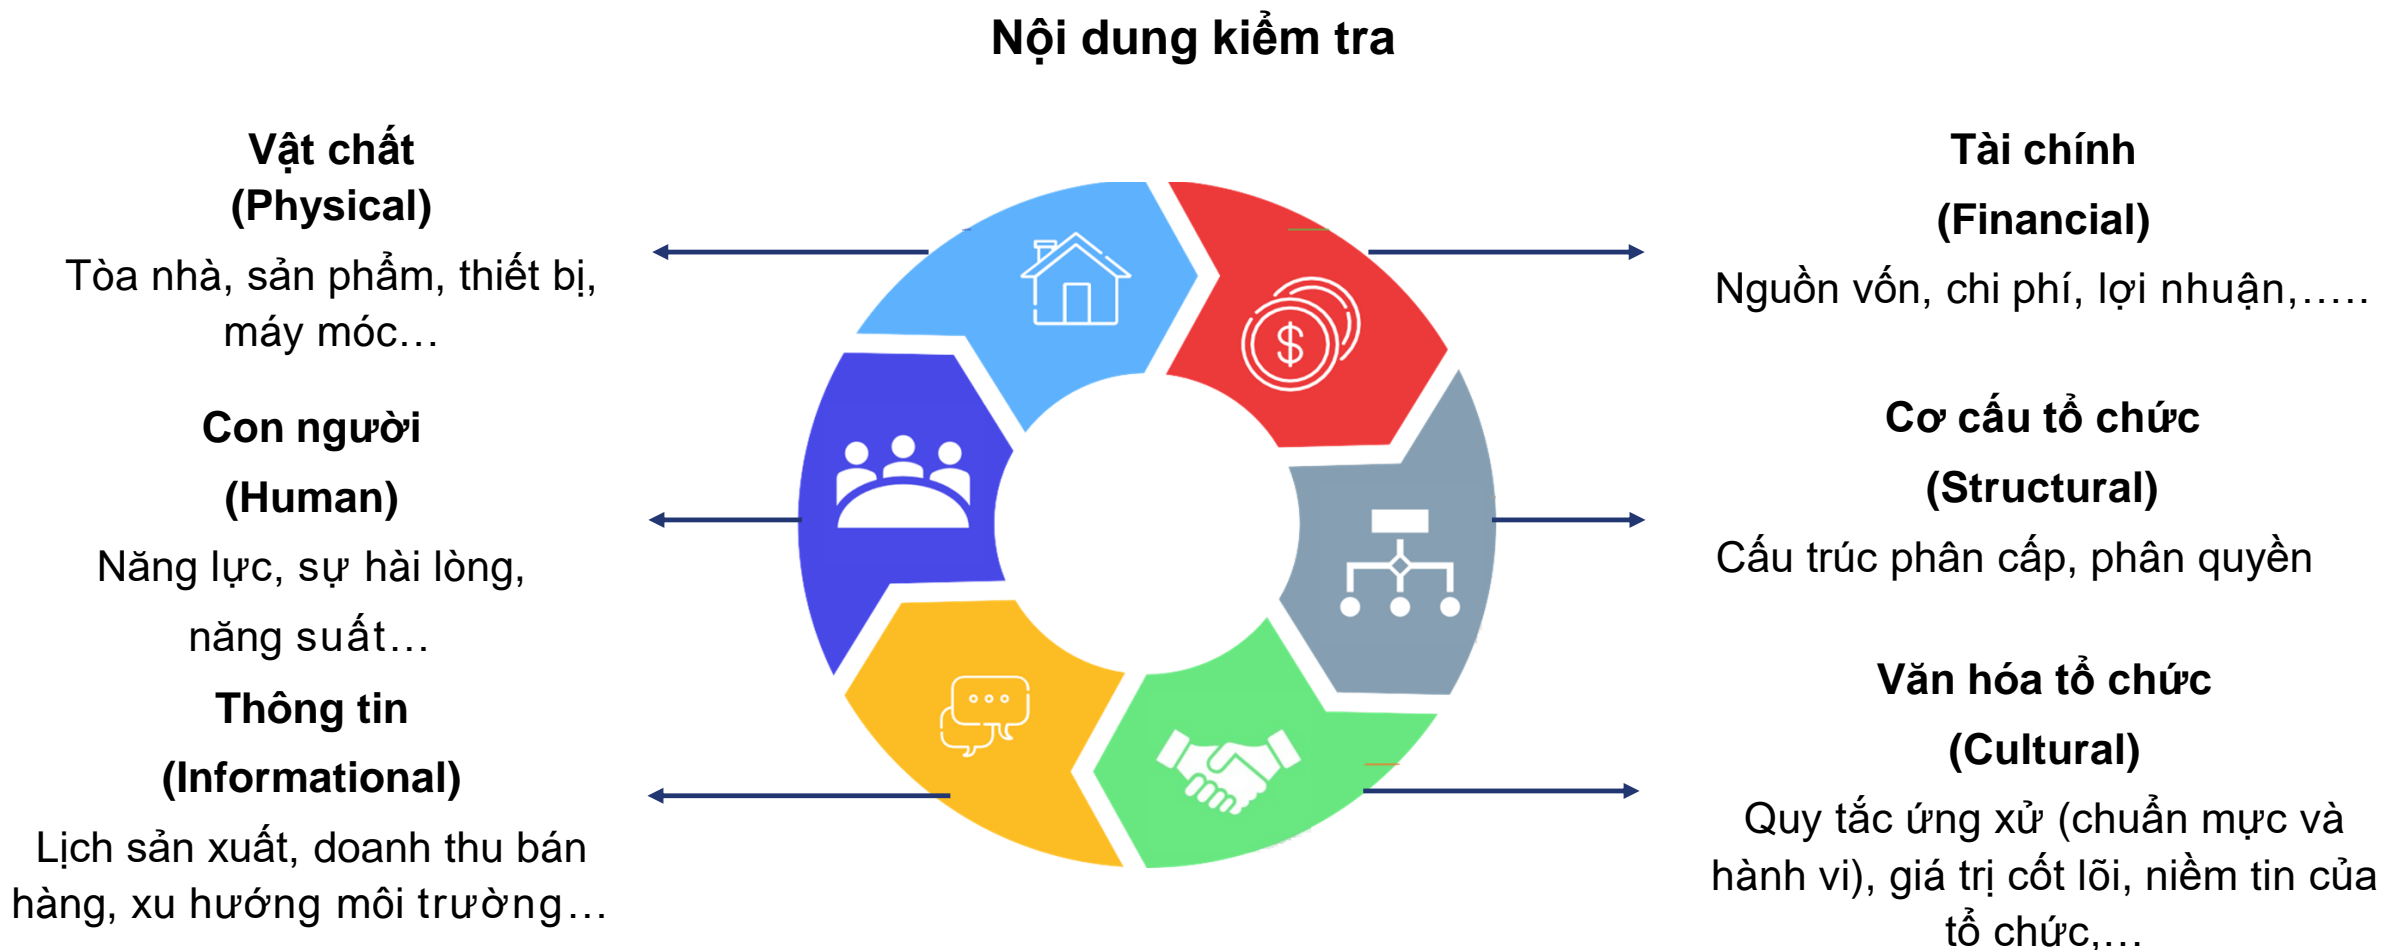 Nội dung kiểm tra
Vật chất
(Physical)
Tòa nhà, sản phẩm, thiết bị,
máy móc...
Con người
(Human)
Năng lực, sự hài lòng,
năng suất...
Thông tin
(Informational)
Lịch sản xuất, doanh thu bán
hàng, xu hướng môi trường...
$
Tài chính
(Financial)
Nguồn vốn, chi phí, lợi nhuận,.....
Cơ cấu tổ chức
(Structural)
Cấu trúc phân cấp, phân quyền
Văn hóa tổ chức
(Cultural)
Quy tắc ứng xử (chuẩn mực và
hành vi), giá trị cốt lõi, niềm tin của
tổ chức,...